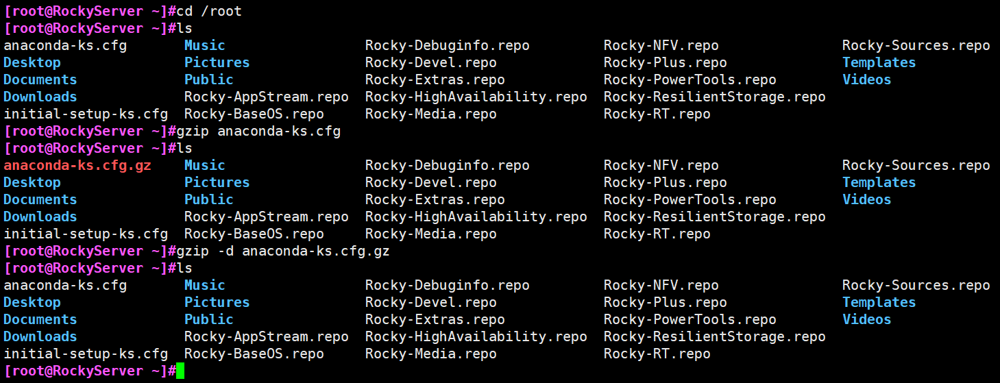 [root@RockyServer ~]#cd /root
[root@RockyServer ~]#ls
anaconda-ks.cfg       Music                 Rocky-Debuginfo.repo         Rocky-NFV.repo               Rocky-Sources.repo
Desktop               Pictures              Rocky-Devel.repo             Rocky-Plus.repo              Templates
Documents             Public                Rocky-Extras.repo            Rocky-PowerTools.repo        Videos
Downloads             Rocky-AppStream.repo  Rocky-HighAvailability.repo  Rocky-ResilientStorage.repo
initial-setup-ks.cfg  Rocky-BaseOS.repo     Rocky-Media.repo             Rocky-RT.repo
[root@RockyServer ~]#gzip anaconda-ks.cfg
[root@RockyServer ~]#ls
anaconda-ks.cfg.gz    Music                 Rocky-Debuginfo.repo         Rocky-NFV.repo               Rocky-Sources.repo
Desktop               Pictures              Rocky-Devel.repo             Rocky-Plus.repo              Templates
Documents             Public                Rocky-Extras.repo            Rocky-PowerTools.repo        Videos
Downloads             Rocky-AppStream.repo  Rocky-HighAvailability.repo  Rocky-ResilientStorage.repo
initial-setup-ks.cfg  Rocky-BaseOS.repo     Rocky-Media.repo             Rocky-RT.repo
[root@RockyServer ~]#gzip -d anaconda-ks.cfg.gz
[root@RockyServer ~]#ls
anaconda-ks.cfg       Music                 Rocky-Debuginfo.repo         Rocky-NFV.repo               Rocky-Sources.repo
Desktop               Pictures              Rocky-Devel.repo             Rocky-Plus.repo              Templates
Documents             Public                Rocky-Extras.repo            Rocky-PowerTools.repo        Videos
Downloads             Rocky-AppStream.repo  Rocky-HighAvailability.repo  Rocky-ResilientStorage.repo
initial-setup-ks.cfg  Rocky-BaseOS.repo     Rocky-Media.repo             Rocky-RT.repo
[root@RockyServer ~]#